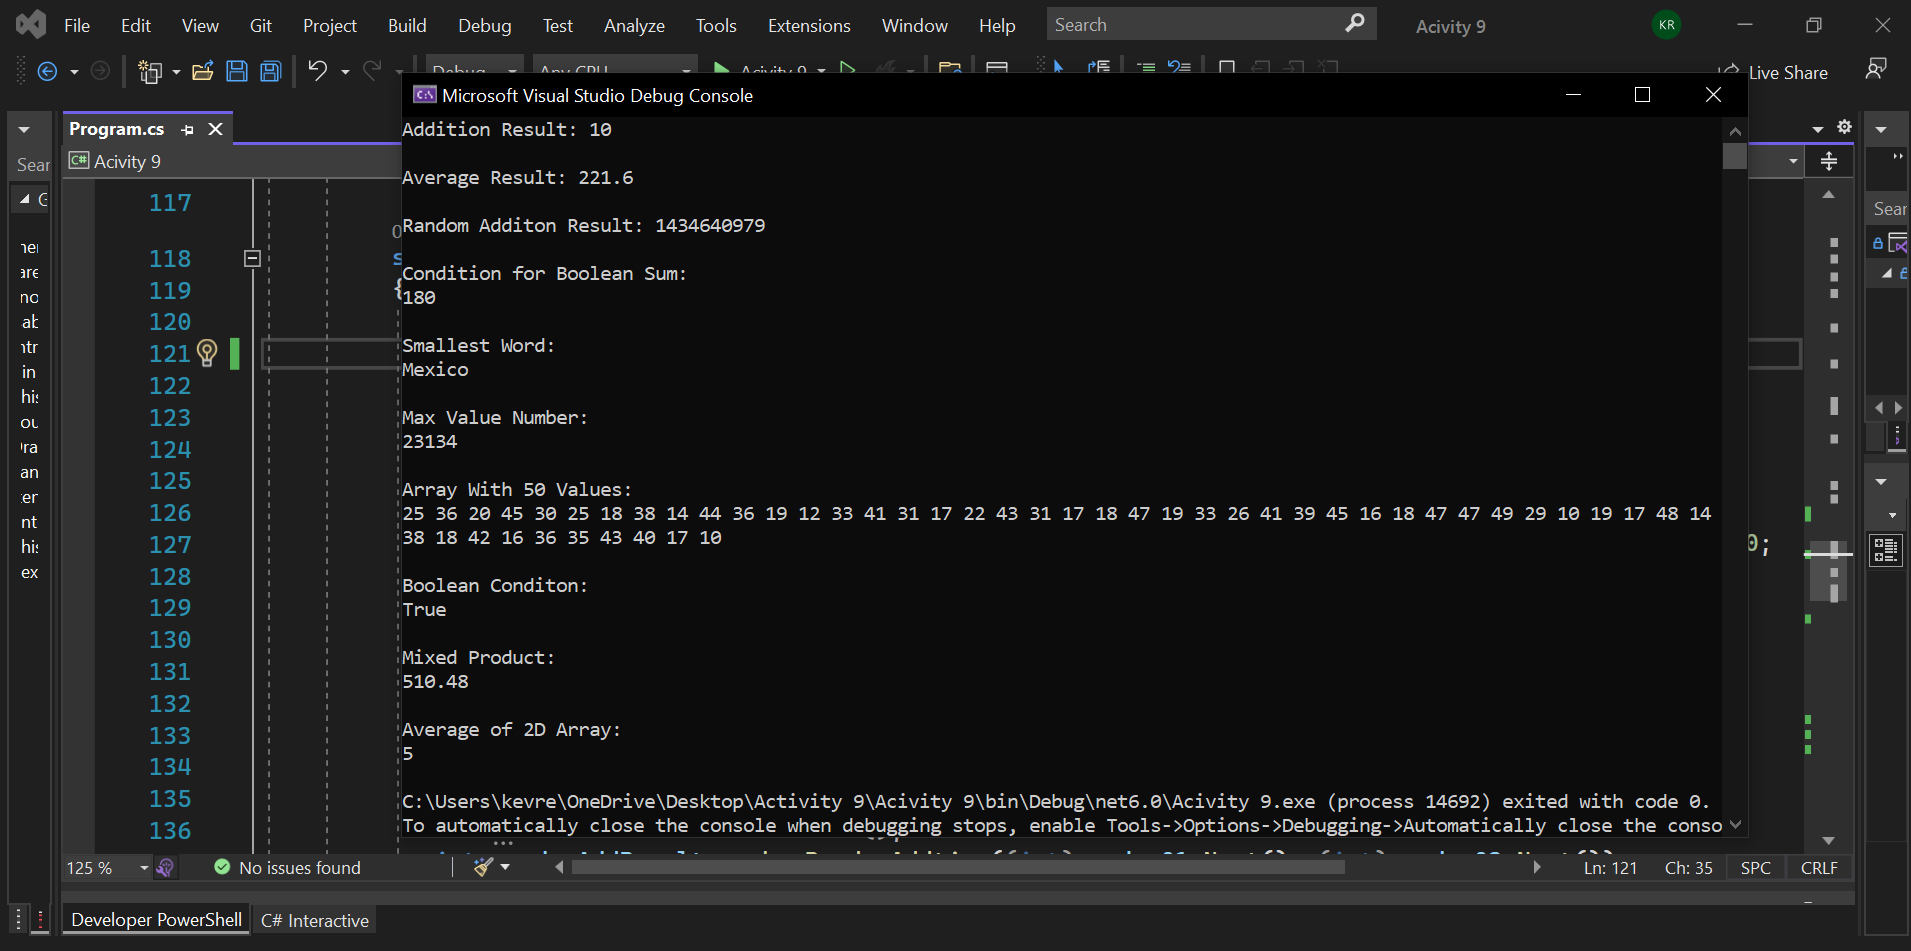 File Edit View Git Project Build Debug Test Analyze Tools Extensions Window Help Search Acivity 9 KR
Live Share
Microsoft Visual Studio Debug Console
Program.cs
Acivity 9
Addition Result: 10
Average Result: 221.6
Random Additon Result: 1434640979
Condition for Boolean Sum:
180
Smallest Word:
Mexico
Max Value Number:
23134
Array With 50 Values:
25 36 20 45 30 25 18 38 14 44 36 19 12 33 41 31 17 22 43 31 17 18 47 19 33 26 41 39 45 16 18 47 47 49 29 10 19 17 48 14
38 18 42 16 36 35 43 40 17 10
Boolean Conditon:
True
Mixed Product:
510.48
Average of 2D Array:
5
C:\Users\kevre\OneDrive\Desktop\Activity 9\Acivity 9\bin\Debug\net6.0\Acivity 9.exe (process 14692) exited with code 0.
To automatically close the console when debugging stops, enable Tools->Options->Debugging->Automatically close the conso
117
118
119
120
121
122
123
124
125
126
127
128
129
130
131
132
133
134
135
136
0;
125 % No issues found Ln: 121 Ch: 35 SPC CRLF
Developer PowerShell C# Interactive